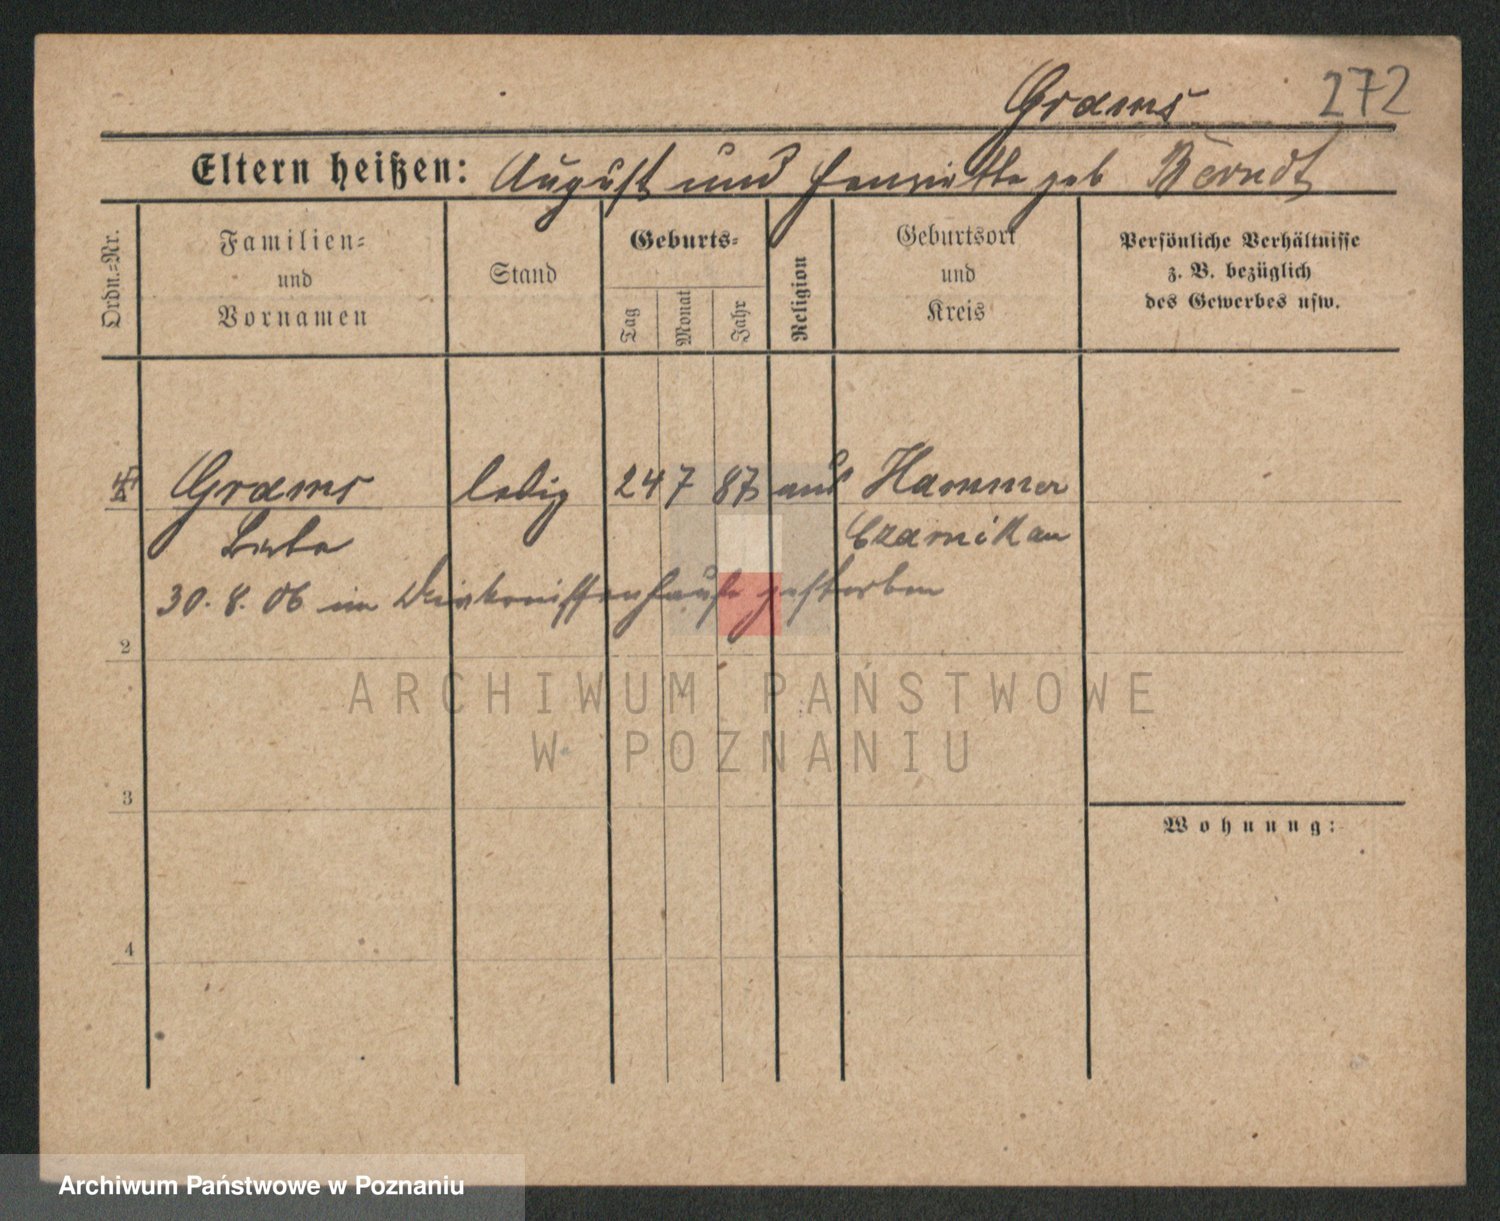 Grams 272
Eltern heißen: August und Henriette geb Berndt
Ordn.=Nr.
Familien= und Vornamen
Stand
Geburts=
Tag
Monat
Jahr
Religion
Geburtsort und Kreis
Persönliche Verhältnisse
z. B. bezüglich
des Gewerbes usw.
Grams ledig 24 7 87 Hammer
Czarnikau
30. 8. 06 im Diakonissenhause gestorben
2
ARCHIWUM PAŃSTWOWE
W POZNANIU
3
Wohnung:
4
Archiwum Państwowe w Poznaniu